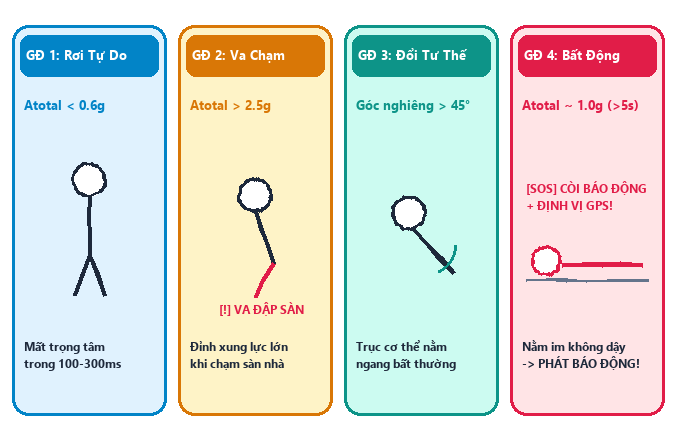 GĐ 1: Rơi Tự Do
Atotal < 0.6g
Mất trọng tâm
trong 100-300ms
GĐ 2: Va Chạm
Atotal > 2.5g
[!] VA ĐẬP SÀN
Đỉnh xung lực lớn
khi chạm sàn nhà
GĐ 3: Đổi Tư Thế
Góc nghiêng > 45°
Trục cơ thể nằm
ngang bất thường
GĐ 4: Bất Động
Atotal ~ 1.0g (>5s)
[SOS] CÒI BÁO ĐỘNG
+ ĐỊNH VỊ GPS!
Nằm im không dậy
-> PHÁT BÁO ĐỘNG!